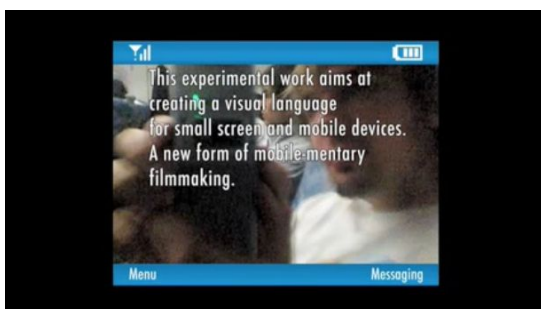 This experimental work aims at
creating a visual language
for small screen and mobile devices.
A new form of mobile-mentary
filmmaking.
Menu
Messaging